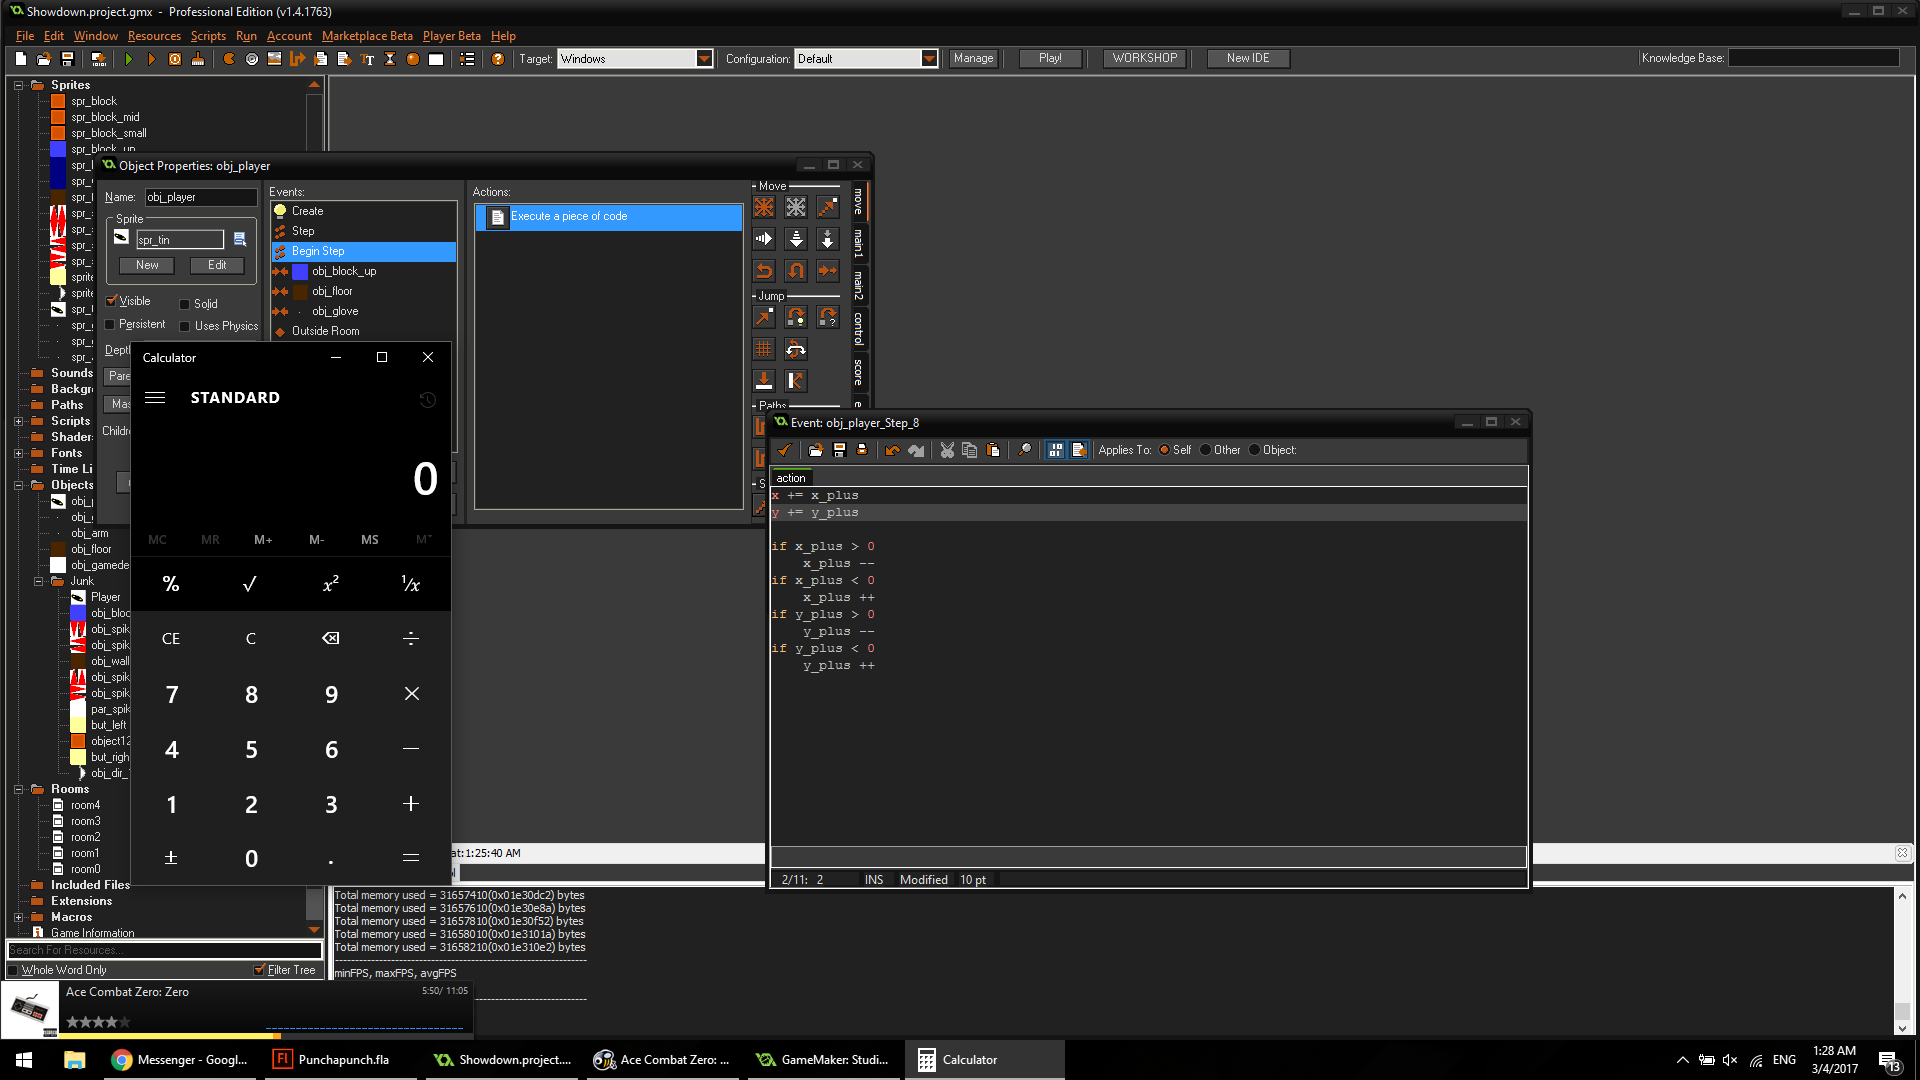 Showdown.project.gmx - Professional Edition (v1.4.1763)
File Edit Window Resources Scripts Run Account Marketplace Beta Player Beta Help
Target: Windows Configuration: Default Manage Play! WORKSHOP New IDE Knowledge Base:
Sprites
spr_block
spr_block_mid
spr_block_small
spr_block_up
Object Properties: obj_player
Name: obj_player
Sprite
spr_tin
New Edit
Visible Solid
Persistent Uses Physics
Events:
Create
Step
Begin Step
obj_block_up
obj_floor
obj_glove
Outside Room
Actions:
Execute a piece of code
Move
Jump
Paths
move
main1
main2
control
score
Sounds
Paths
Scripts
Fonts
Time Li
Objects
obj_arm
obj_floor
obj_gamede
Junk
Player
obj_bloc
obj_spik
obj_spik
obj_wall
obj_spik
obj_spik
par_spik
but_left
object12
but_righ
obj_dir_
Rooms
room4
room3
room2
room1
room0
Included Files
Extensions
Macros
Game Information
Search For Resources...
Whole Word Only Filter Tree
Calculator
STANDARD
0
MC MR M+ M- MS M˅
% √ x² ¹/x
CE C ⌫ ÷
7 8 9 ×
4 5 6 −
1 2 3 +
± 0 . =
Event: obj_player_Step_8
Applies To: Self Other Object:
action
x += x_plus
y += y_plus
if x_plus > 0
x_plus --
if x_plus < 0
x_plus ++
if y_plus > 0
y_plus --
if y_plus < 0
y_plus ++
2/11: 2 INS Modified 10 pt
at:1:25:40 AM
Total memory used = 31657410(0x01e30dc2) bytes
Total memory used = 31657610(0x01e30e8a) bytes
Total memory used = 31657810(0x01e30f52) bytes
Total memory used = 31658010(0x01e3101a) bytes
Total memory used = 31658210(0x01e310e2) bytes
minFPS, maxFPS, avgFPS
Ace Combat Zero: Zero 5:50/ 11:05
Messenger - Googl... Punchapunch.fla Showdown.project.... Ace Combat Zero: ... GameMaker: Studi... Calculator
ENG 1:28 AM
3/4/2017 13